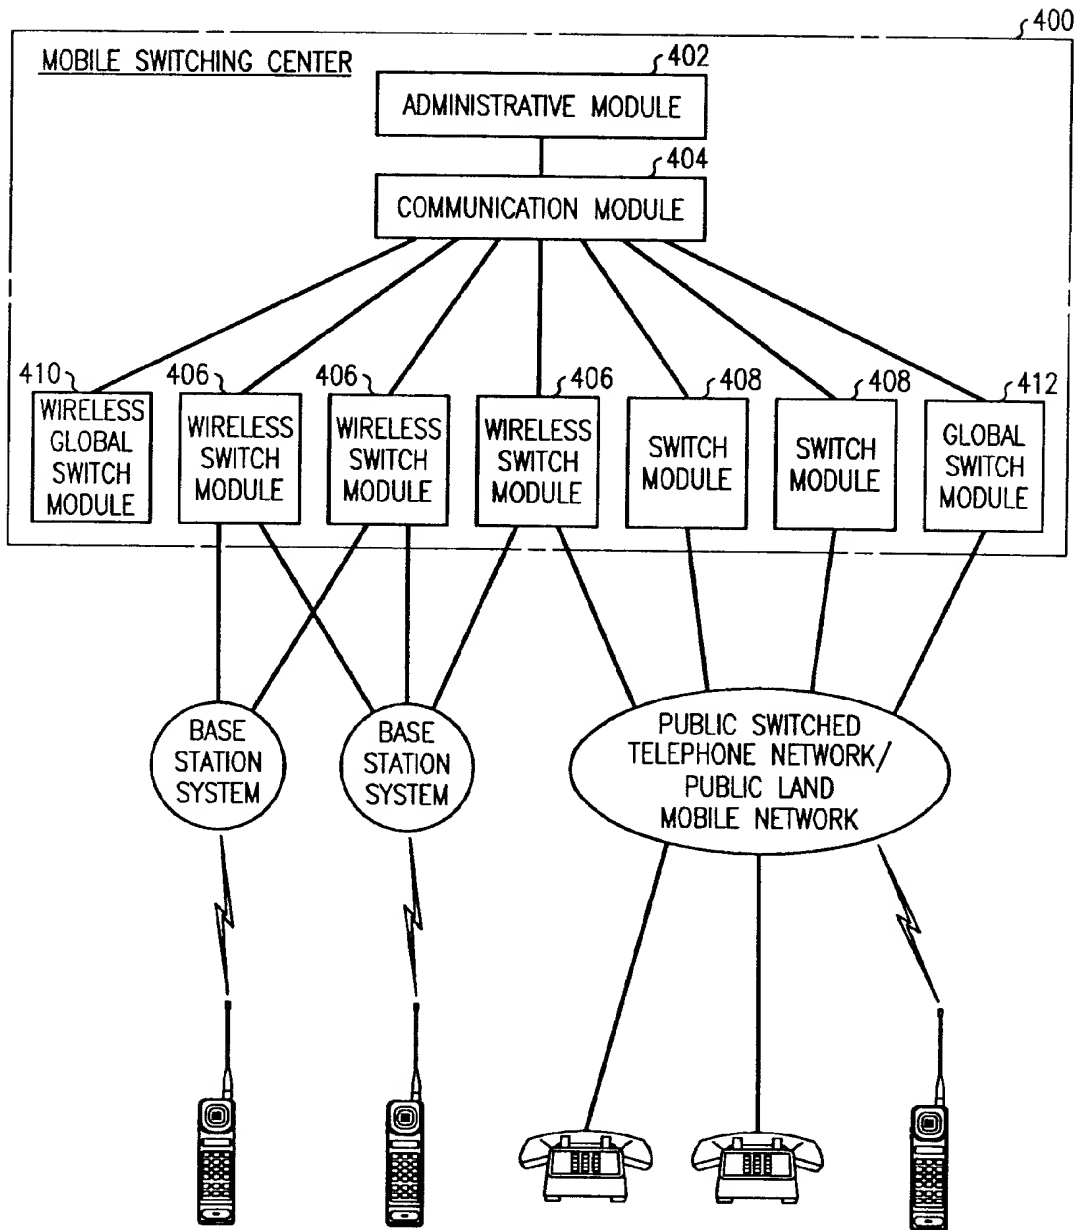 400
MOBILE SWITCHING CENTER
402
ADMINISTRATIVE MODULE
404
COMMUNICATION MODULE
410
WIRELESS
GLOBAL
SWITCH
MODULE
406
WIRELESS
SWITCH
MODULE
406
WIRELESS
SWITCH
MODULE
406
WIRELESS
SWITCH
MODULE
408
SWITCH
MODULE
408
SWITCH
MODULE
412
GLOBAL
SWITCH
MODULE
BASE
STATION
SYSTEM
BASE
STATION
SYSTEM
PUBLIC SWITCHED
TELEPHONE NETWORK/
PUBLIC LAND
MOBILE NETWORK